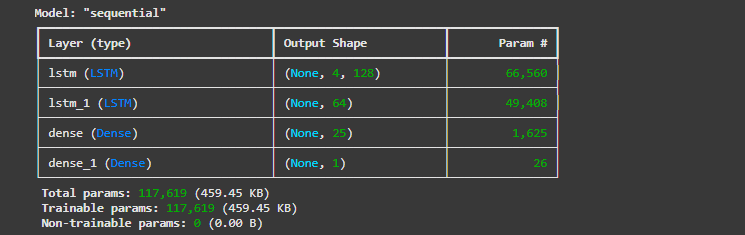 Model: "sequential"
Layer (type) Output Shape Param #
lstm (LSTM) (None, 4, 128) 66,560
lstm_1 (LSTM) (None, 64) 49,408
dense (Dense) (None, 25) 1,625
dense_1 (Dense) (None, 1) 26
Total params: 117,619 (459.45 KB)
Trainable params: 117,619 (459.45 KB)
Non-trainable params: 0 (0.00 B)